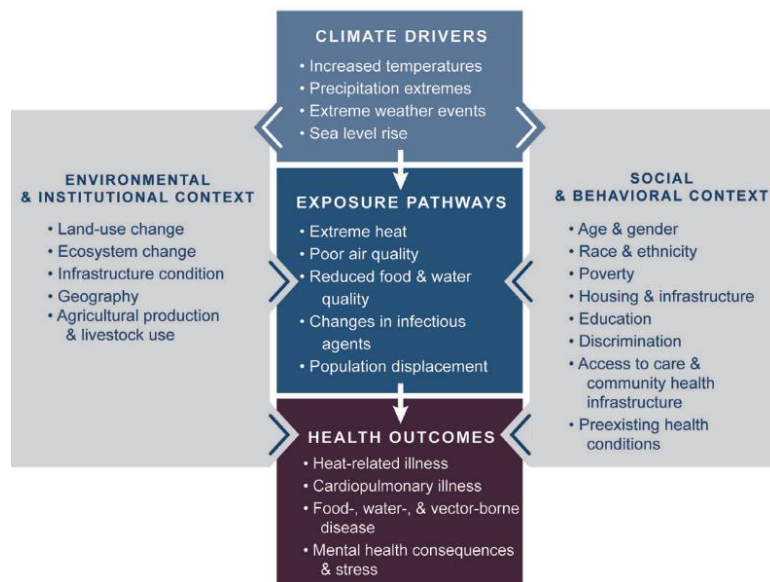 CLIMATE DRIVERS
• Increased temperatures
• Precipitation extremes
• Extreme weather events
• Sea level rise
ENVIRONMENTAL
& INSTITUTIONAL CONTEXT
• Land-use change
• Ecosystem change
• Infrastructure condition
• Geography
• Agricultural production
& livestock use
EXPOSURE PATHWAYS
• Extreme heat
• Poor air quality
• Reduced food & water
quality
• Changes in infectious
agents
• Population displacement
SOCIAL
& BEHAVIORAL CONTEXT
• Age & gender
• Race & ethnicity
• Poverty
• Housing & infrastructure
• Education
• Discrimination
• Access to care &
community health
infrastructure
• Preexisting health
conditions
HEALTH OUTCOMES
• Heat-related illness
• Cardiopulmonary illness
• Food-, water-, & vector-borne
disease
• Mental health consequences
& stress